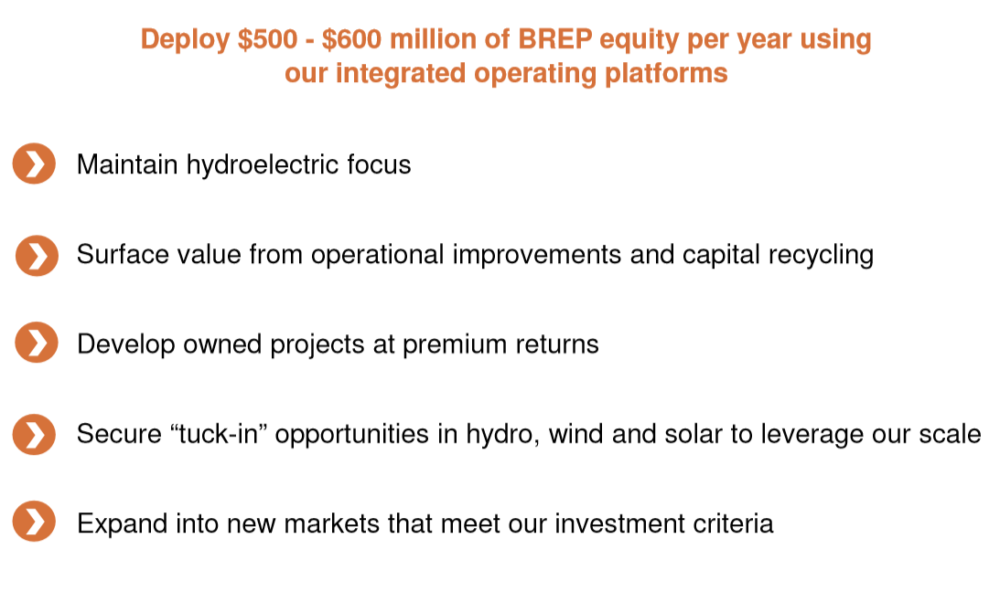 Deploy $500 - $600 million of BREP equity per year using
our integrated operating platforms
Maintain hydroelectric focus
Surface value from operational improvements and capital recycling
Develop owned projects at premium returns
Secure “tuck-in” opportunities in hydro, wind and solar to leverage our scale
Expand into new markets that meet our investment criteria